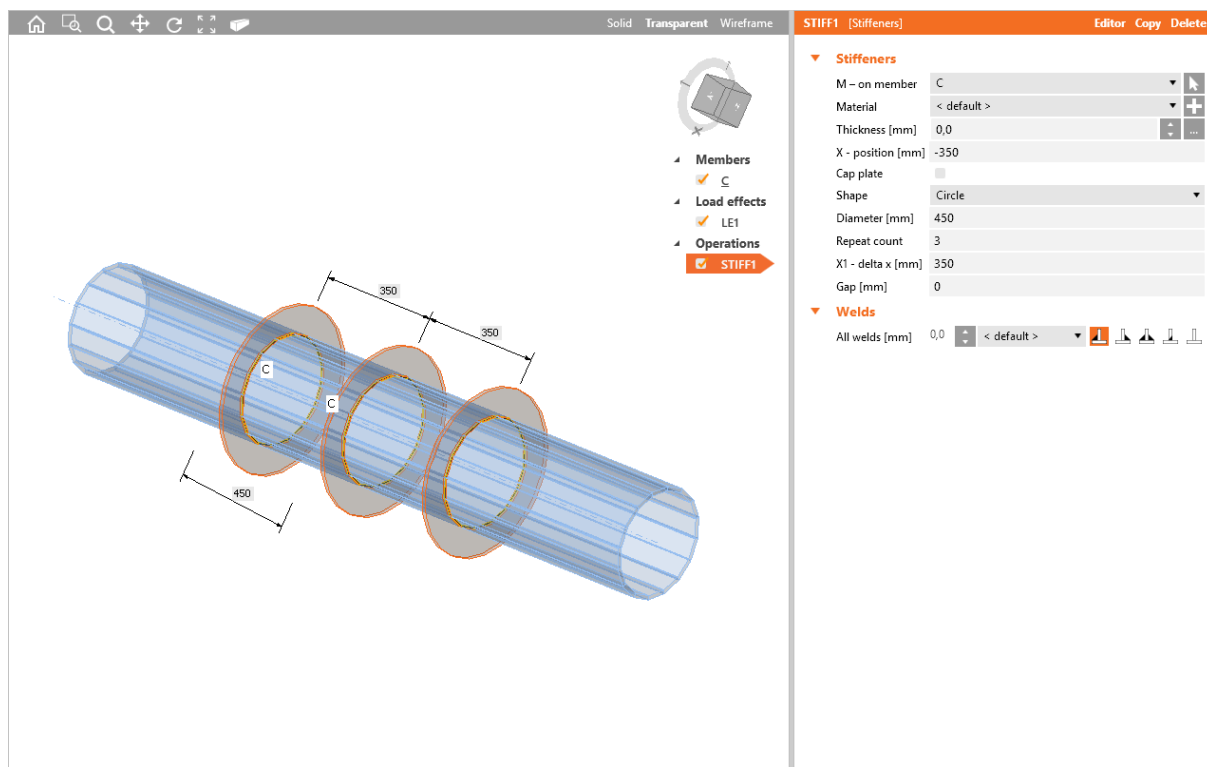 Solid Transparent Wireframe
STIFF1 [Stiffeners] Editor Copy Delete
Stiffeners
M – on member C
Material < default >
Thickness [mm] 0,0 ...
X - position [mm] -350
Cap plate
Shape Circle
Diameter [mm] 450
Repeat count 3
X1 - delta x [mm] 350
Gap [mm] 0
Welds
All welds [mm] 0,0 < default >
Members
C
Load effects
LE1
Operations
STIFF1
350
350
C
C
450